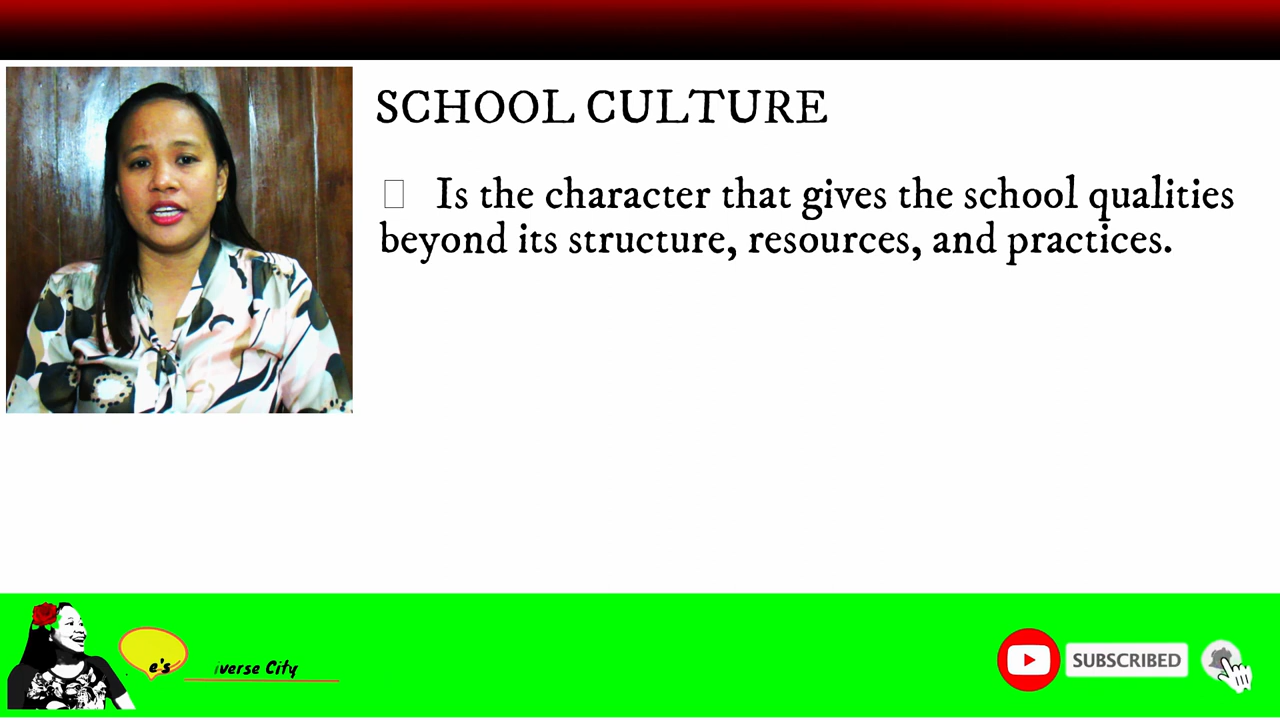 SCHOOL CULTURE
Is the character that gives the school qualities
beyond its structure, resources, and practices.
e's
iverse City
SUBSCRIBED